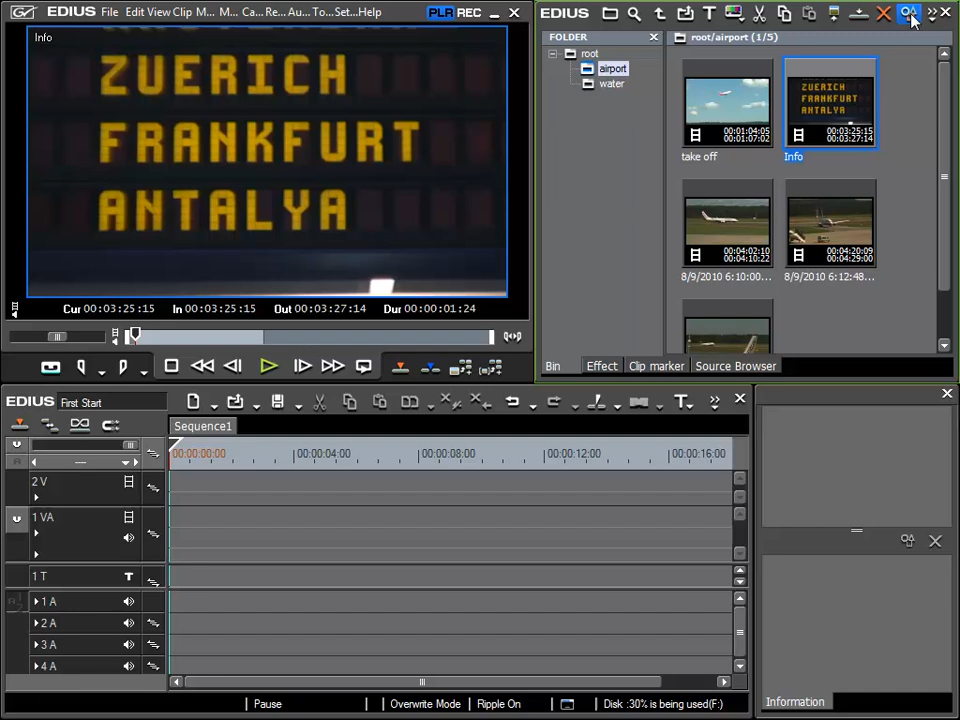 EDIUS File Edit View Clip M... M... Ca... Re... Au... To...Set...Help PLR REC
Info
ZUERICH
FRANKFURT
ANTALYA
Cur 00:03:25:15 In 00:03:25:15 Out 00:03:27:14 Dur 00:00:01:24
EDIUS
FOLDER
root
airport
water
root/airport (1/5)
00:01:04:05
00:01:07:02
take off
ZUERICH
FRANKFURT
ANTALYA
00:03:25:15
00:03:27:14
Info
00:04:02:10
00:04:10:22
8/9/2010 6:10:00...
00:04:20:09
00:04:29:00
8/9/2010 6:12:48...
Bin Effect Clip marker Source Browser
EDIUS First Start
Sequence1
00:00:00:00 00:00:04:00 00:00:08:00 00:00:12:00 00:00:16:00
2 V
1 VA
1 T T
1 A
2 A
3 A
4 A
Information
Pause Overwrite Mode Ripple On Disk :30% is being used(F:)